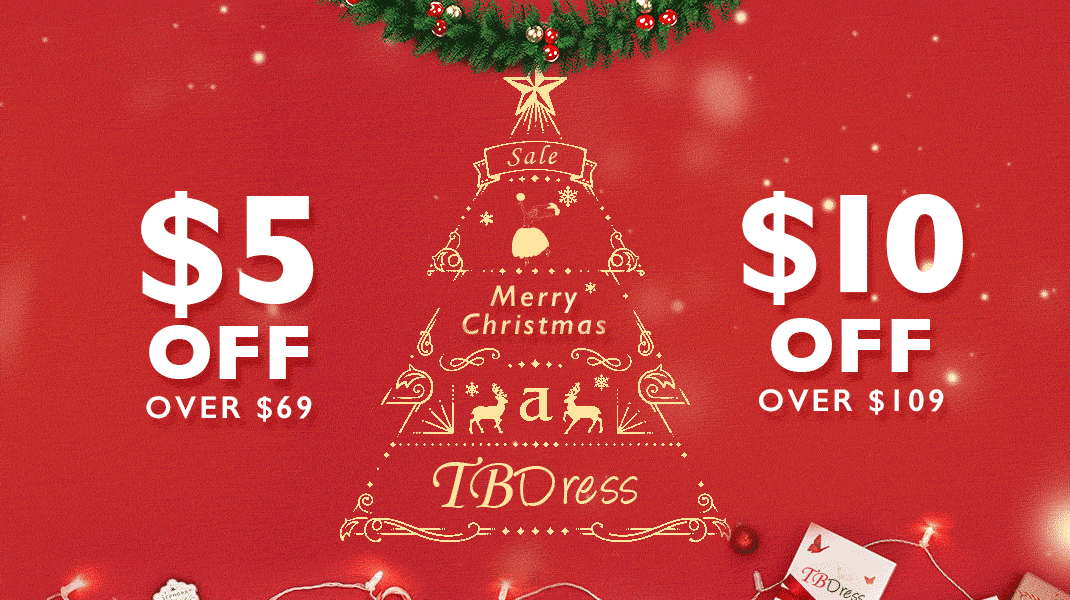 Sale
$5
OFF
OVER $69
Merry
Christmas
a
TBDress
$10
OFF
OVER $109
TBDress